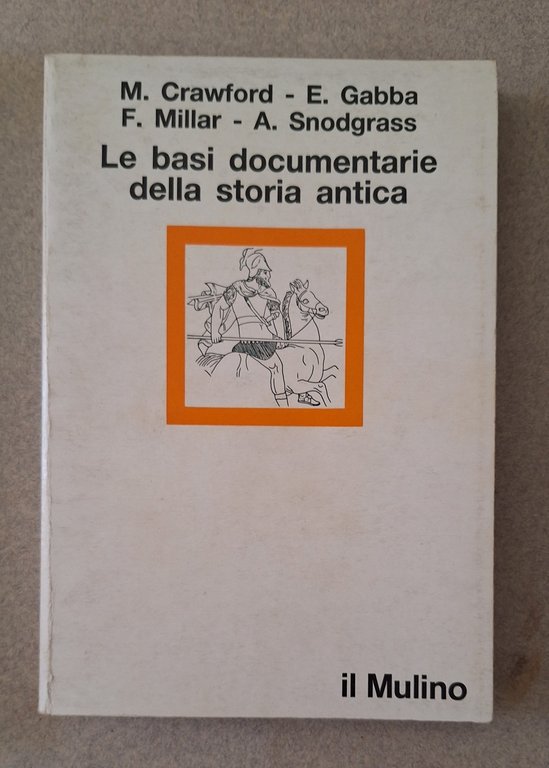 M. Crawford - E. Gabba
F. Millar - A. Snodgrass
Le basi documentarie
della storia antica
il Mulino